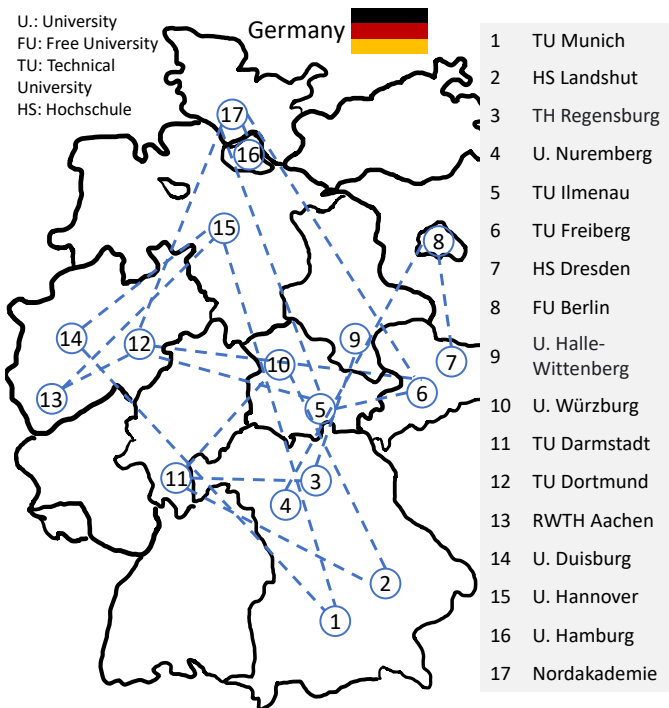 U.: University
FU: Free University
TU: Technical
University
HS: Hochschule
Germany
17
16
15
8
14
12
9
10
7
13
6
5
11
3
4
2
1
1 TU Munich
2 HS Landshut
3 TH Regensburg
4 U. Nuremberg
5 TU Ilmenau
6 TU Freiberg
7 HS Dresden
8 FU Berlin
9 U. Halle-
Wittenberg
10 U. Würzburg
11 TU Darmstadt
12 TU Dortmund
13 RWTH Aachen
14 U. Duisburg
15 U. Hannover
16 U. Hamburg
17 Nordakademie